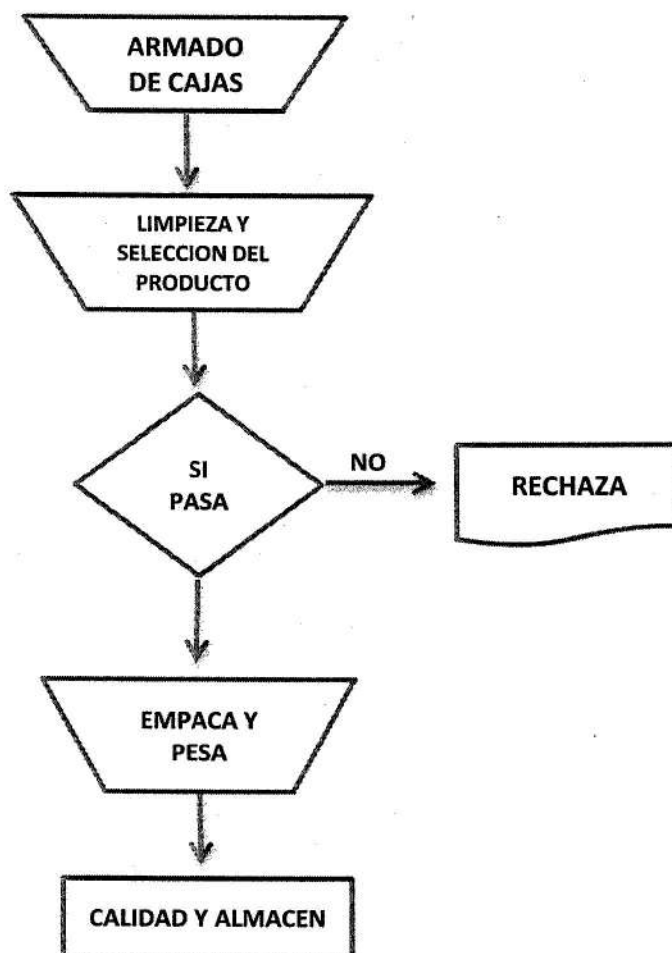 ARMADO
DE CAJAS
LIMPIEZA Y
SELECCION DEL
PRODUCTO
SI
PASA
NO
RECHAZA
EMPACA Y
PESA
CALIDAD Y ALMACEN